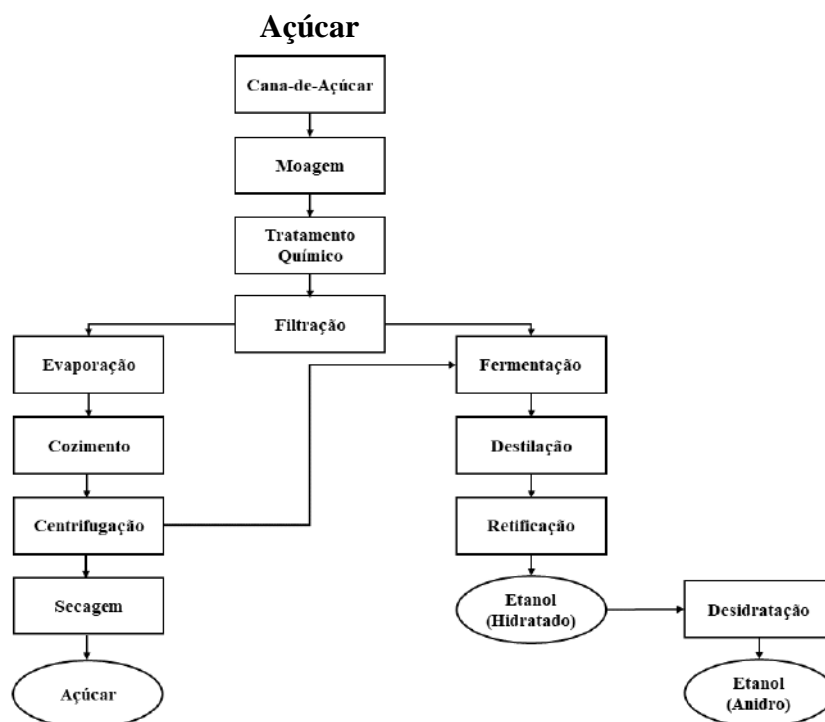 Açúcar
Cana-de-Açúcar
Moagem
Tratamento
Químico
Filtração
Evaporação
Fermentação
Cozimento
Destilação
Centrifugação
Retificação
Secagem
Etanol
(Hidratado)
Desidratação
Açúcar
Etanol
(Anidro)